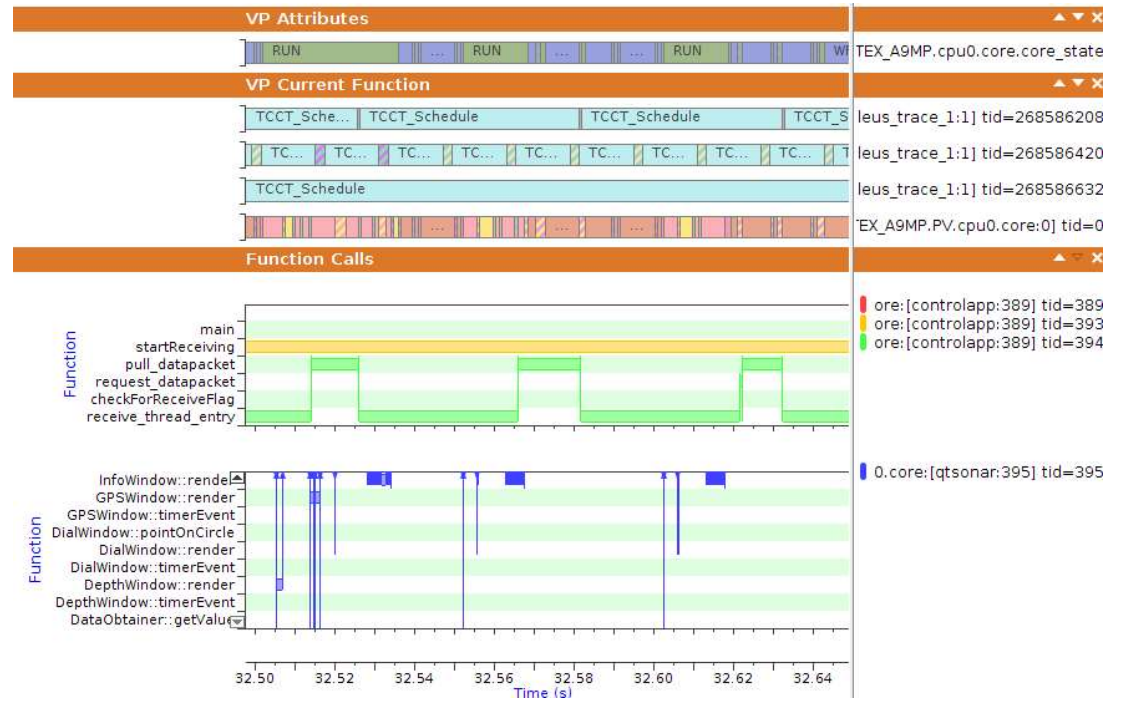 VP Attributes
RUN ... RUN ... ... RUN WF TEX_A9MP.cpu0.core.core_state
VP Current Function
TCCT_Sche... TCCT_Schedule TCCT_Schedule TCCT_S leus_trace_1:1] tid=268586208
TC... TC... TC... TC... TC... TC... TC... TC... TC... T leus_trace_1:1] tid=268586420
TCCT_Schedule leus_trace_1:1] tid=268586632
... ... ... EX_A9MP.PV.cpu0.core:0] tid=0
Function Calls
Function
main
startReceiving
pull_datapacket
request_datapacket
checkForReceiveFlag
receive_thread_entry
ore:[controlapp:389] tid=389
ore:[controlapp:389] tid=393
ore:[controlapp:389] tid=394
Function
InfoWindow::rende
GPSWindow::render
GPSWindow::timerEvent
DialWindow::pointOnCircle
DialWindow::render
DialWindow::timerEvent
DepthWindow::render
DepthWindow::timerEvent
DataObtainer::getValue
0.core:[qtsonar:395] tid=395
32.50 32.52 32.54 32.56 32.58 32.60 32.62 32.64
Time (s)